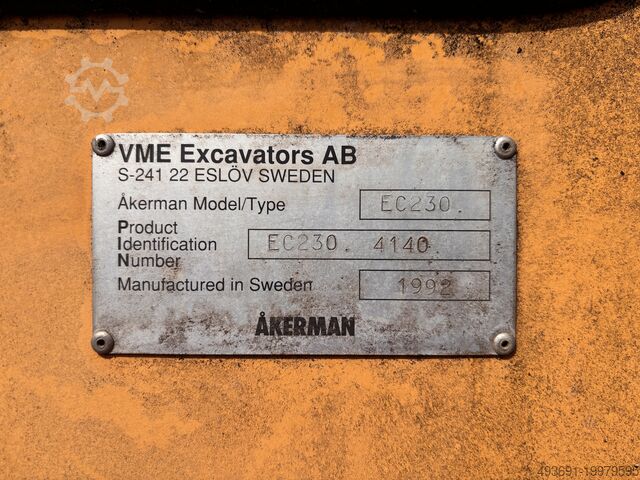 VME Excavators AB
S-241 22 ESLÖV SWEDEN
Åkerman Model/Type EC230.
Product
Identification EC230. 4140
Number
Manufactured in Sweden 1992
ÅKERMAN
493691-19979595